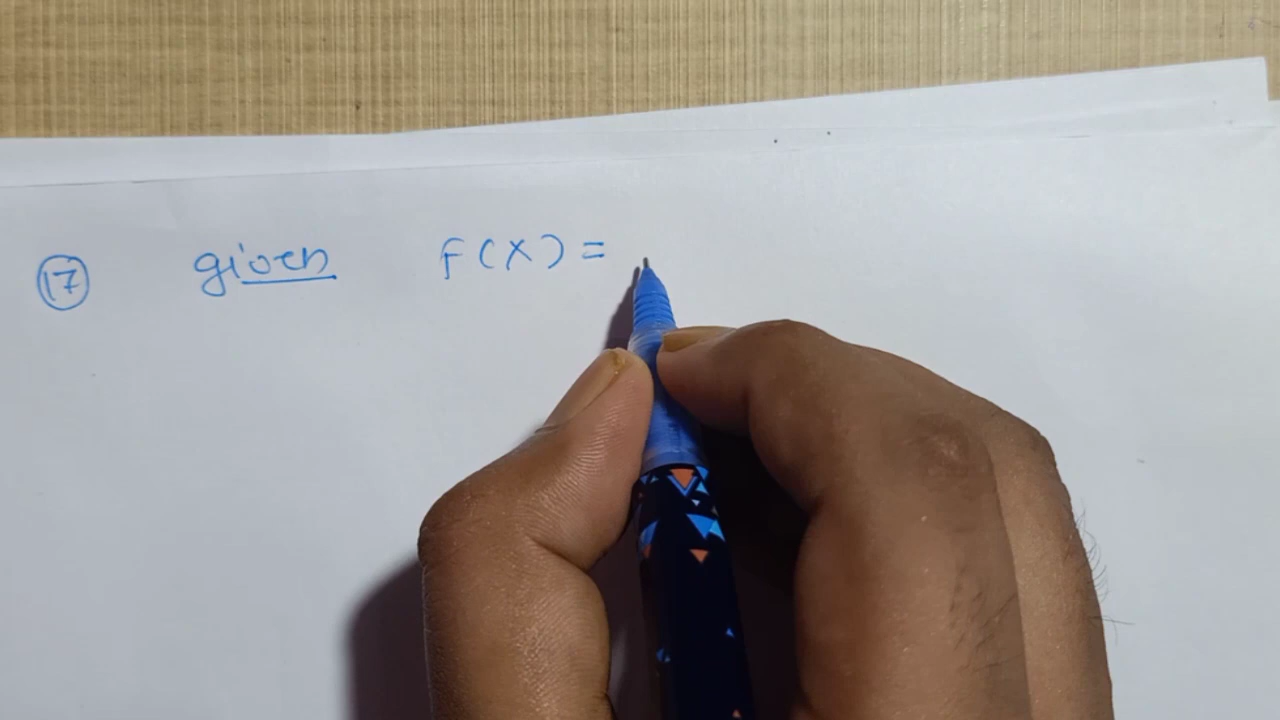 17 given f(x) =